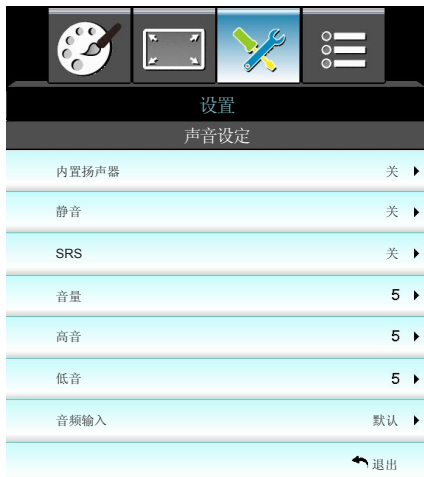 设置
声音设定
内置扬声器 关
静音 关
SRS 关
音量 5
高音 5
低音 5
音频输入 默认
退出